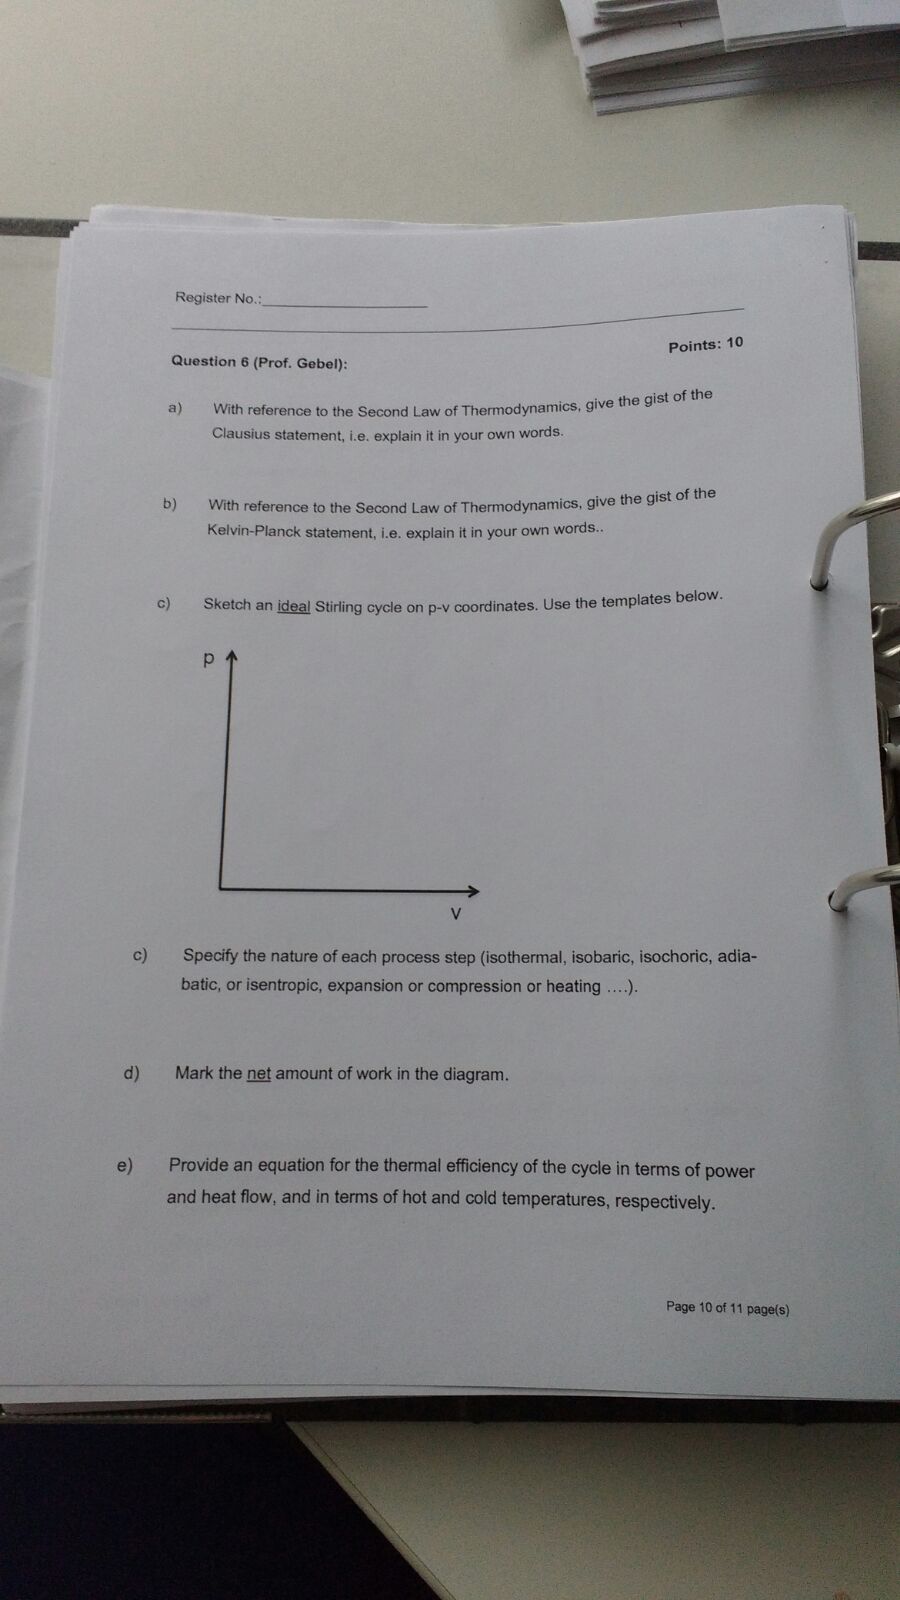 Register No.:
Points: 10
Question 6 (Prof. Gebel):
a) With reference to the Second Law of Thermodynamics, give the gist of the
Clausius statement, i.e. explain it in your own words.
b) With reference to the Second Law of Thermodynamics, give the gist of the
Kelvin-Planck statement, i.e. explain it in your own words..
c) Sketch an ideal Stirling cycle on p-v coordinates. Use the templates below.
p
v
c) Specify the nature of each process step (isothermal, isobaric, isochoric, adia-
batic, or isentropic, expansion or compression or heating ....).
d) Mark the net amount of work in the diagram.
e) Provide an equation for the thermal efficiency of the cycle in terms of power
and heat flow, and in terms of hot and cold temperatures, respectively.
Page 10 of 11 page(s)